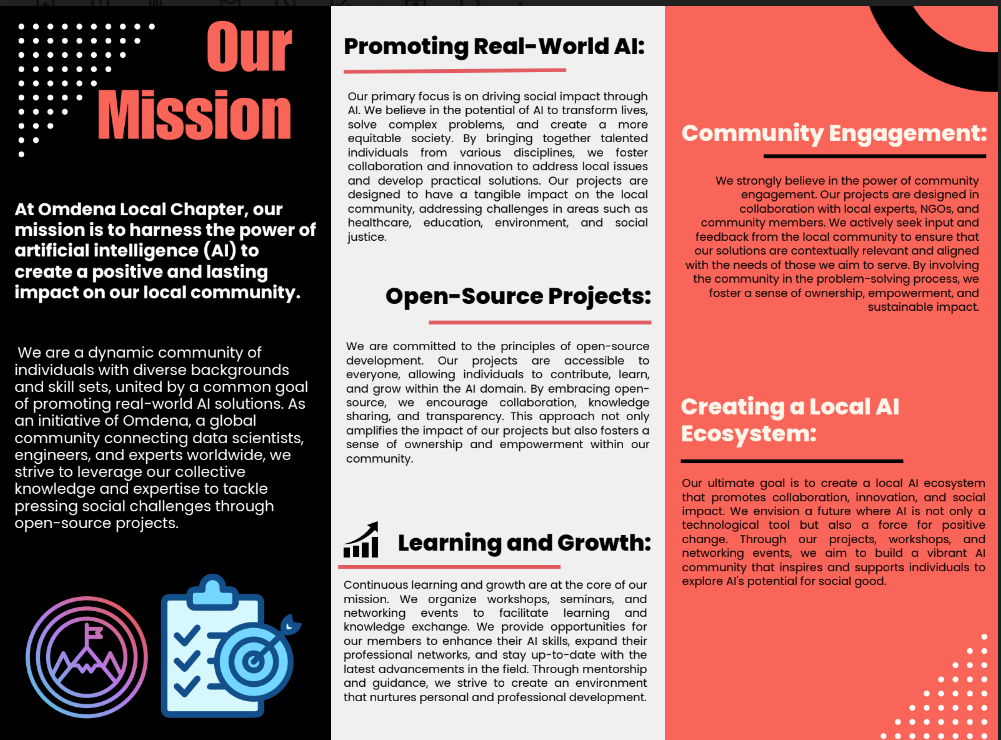 Our
Mission
At Omdena Local Chapter, our
mission is to harness the power of
artificial intelligence (AI) to
create a positive and lasting
impact on our local community.
We are a dynamic community of
individuals with diverse backgrounds
and skill sets, united by a common goal
of promoting real-world AI solutions. As
an initiative of Omdena, a global
community connecting data scientists,
engineers, and experts worldwide, we
strive to leverage our collective
knowledge and expertise to tackle
pressing social challenges through
open-source projects.
Promoting Real-World AI:
Our primary focus is on driving social impact through
AI. We believe in the potential of AI to transform lives,
solve complex problems, and create a more
equitable society. By bringing together talented
individuals from various disciplines, we foster
collaboration and innovation to address local issues
and develop practical solutions. Our projects are
designed to have a tangible impact on the local
community, addressing challenges in areas such as
healthcare, education, environment, and social
justice.
Open-Source Projects:
We are committed to the principles of open-source
development. Our projects are accessible to
everyone, allowing individuals to contribute, learn,
and grow within the AI domain. By embracing open-
source, we encourage collaboration, knowledge
sharing, and transparency. This approach not only
amplifies the impact of our projects but also fosters a
sense of ownership and empowerment within our
community.
Learning and Growth:
Continuous learning and growth are at the core of our
mission. We organize workshops, seminars, and
networking events to facilitate learning and
knowledge exchange. We provide opportunities for
our members to enhance their AI skills, expand their
professional networks, and stay up-to-date with the
latest advancements in the field. Through mentorship
and guidance, we strive to create an environment
that nurtures personal and professional development.
Community Engagement:
We strongly believe in the power of community
engagement. Our projects are designed in
collaboration with local experts, NGOs, and
community members. We actively seek input and
feedback from the local community to ensure that
our solutions are contextually relevant and aligned
with the needs of those we aim to serve. By involving
the community in the problem-solving process, we
foster a sense of ownership, empowerment, and
sustainable impact.
Creating a Local AI
Ecosystem:
Our ultimate goal is to create a local AI ecosystem
that promotes collaboration, innovation, and social
impact. We envision a future where AI is not only a
technological tool but also a force for positive
change. Through our projects, workshops, and
networking events, we aim to build a vibrant AI
community that inspires and supports individuals to
explore AI's potential for social good.